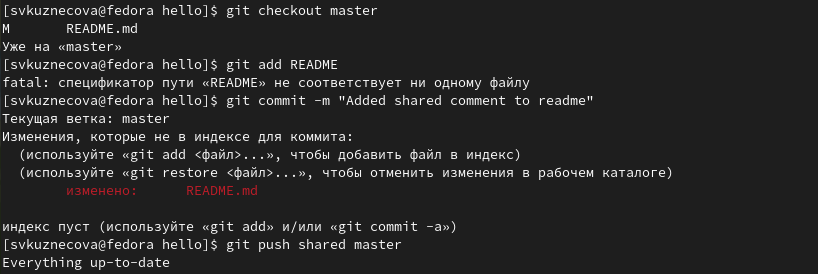 [svkuznecova@fedora hello]$ git checkout master
M       README.md
Уже на «master»
[svkuznecova@fedora hello]$ git add README
fatal: спецификатор пути «README» не соответствует ни одному файлу
[svkuznecova@fedora hello]$ git commit -m "Added shared comment to readme"
Текущая ветка: master
Изменения, которые не в индексе для коммита:
  (используйте «git add <файл>...», чтобы добавить файл в индекс)
  (используйте «git restore <файл>...», чтобы отменить изменения в рабочем каталоге)
        изменено:      README.md
индекс пуст (используйте «git add» и/или «git commit -a»)
[svkuznecova@fedora hello]$ git push shared master
Everything up-to-date